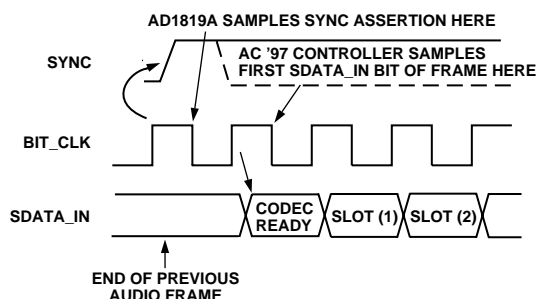 AD1819A SAMPLES SYNC ASSERTION HERE
SYNC
AC '97 CONTROLLER SAMPLES
FIRST SDATA_IN BIT OF FRAME HERE
BIT_CLK
SDATA_IN
CODEC
READY
SLOT (1)
SLOT (2)
END OF PREVIOUS
AUDIO FRAME